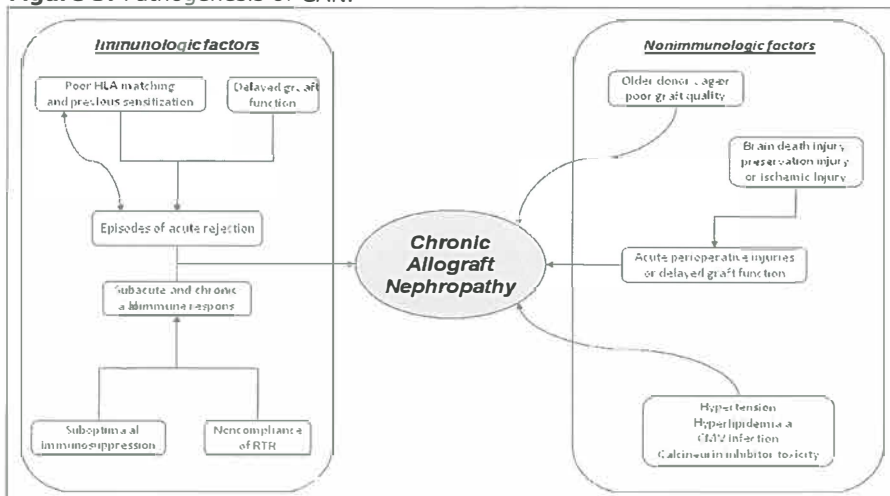 Figure 3. Pathogenesis of CAN.
Immunologic factors
Poor HLA matching
and previous sensitization
Delayed graft
function
Episodes of acute rejection
Subacute and chronic
alloimmune respons
Suboptimal
immunosuppression
Noncompliance
of RTR
Chronic
Allograft
Nephropathy
Nonimmunologic factors
Older donor age
poor graft quality
Brain death injury
preservation injury
or ischemic injury
Acute perioperative injuries
or delayed graft function
Hypertension
Hyperlipidemia
CMV infection
Calcineurin inhibitor toxicity